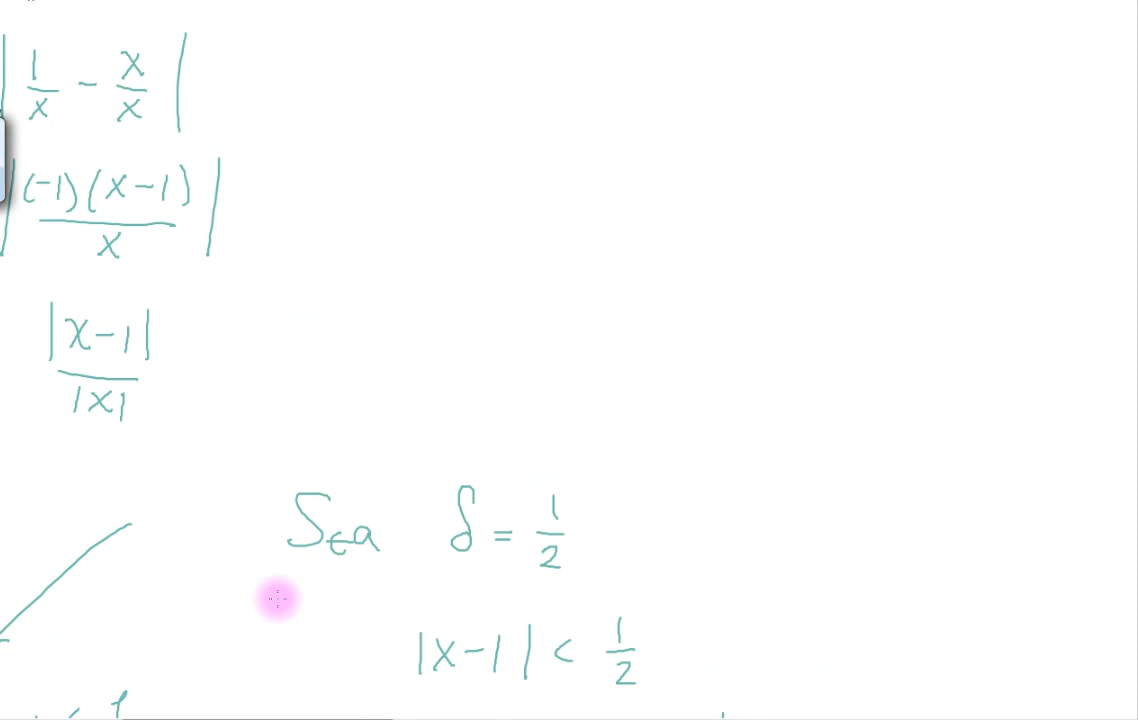 | 1/x - x/x |
| (-1)(x-1) / x |
|x-1| / |x|
Sea δ = 1/2
|x-1| < 1/2